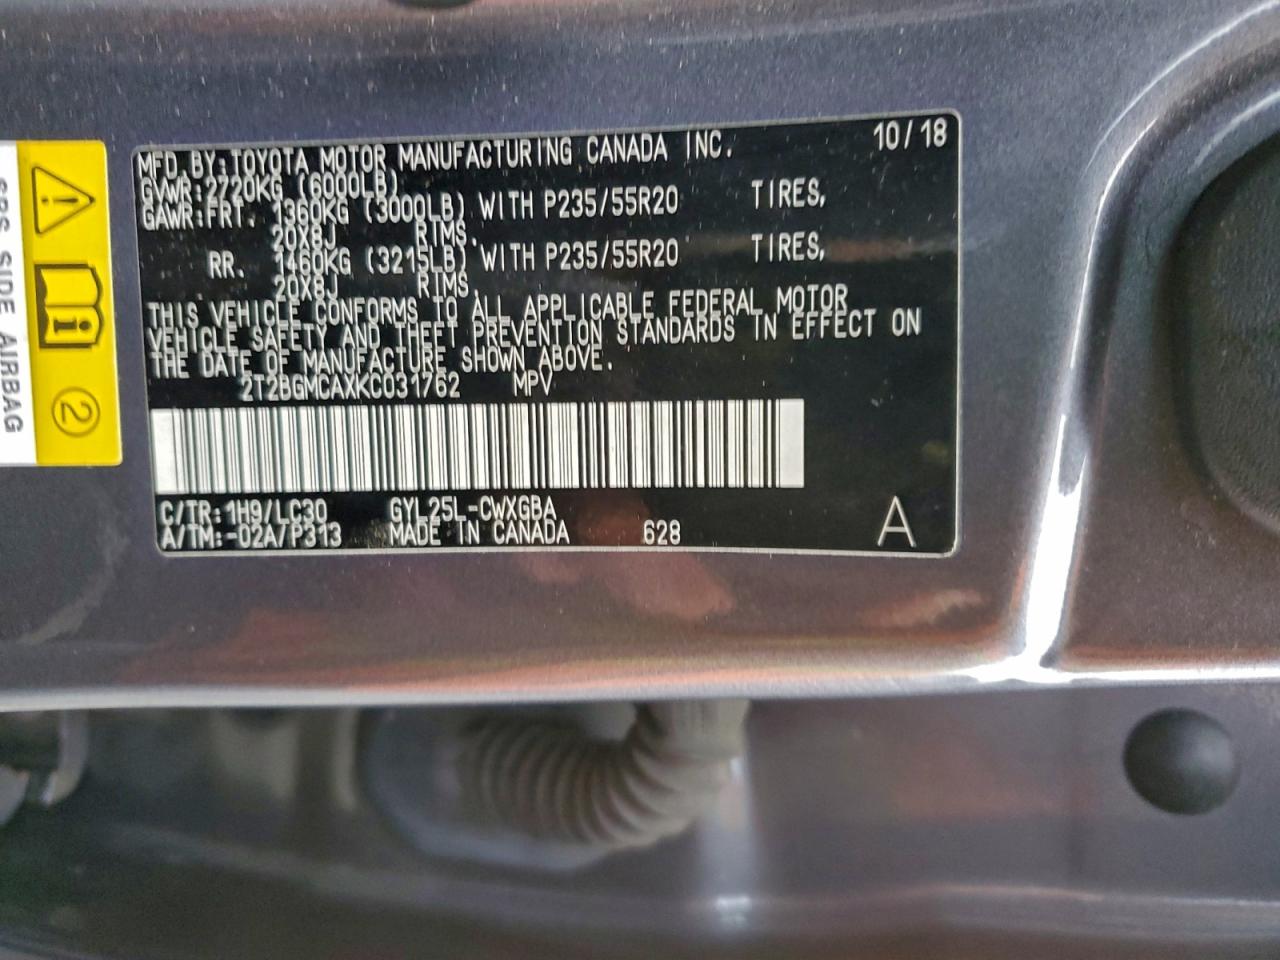 MFD.BY:TOYOTA MOTOR MANUFACTURING CANADA INC. 10/18
GVWR:2720KG (6000LB)
GAWR:FRT. 1360KG (3000LB) WITH P235/55R20 TIRES,
20X8J RIMS.
RR. 1460KG (3215LB) WITH P235/55R20 TIRES,
20X8J RIMS
THIS VEHICLE CONFORMS TO ALL APPLICABLE FEDERAL MOTOR
VEHICLE SAFETY AND THEFT PREVENTION STANDARDS IN EFFECT ON
THE DATE OF MANUFACTURE SHOWN ABOVE.
2T2BGMCAXKC031762 MPV
C/TR:1H9/LC30 GYL25L-CWXGBA
A/TM:-02A/P313 MADE IN CANADA 628 A
SRS SIDE AIRBAG
2